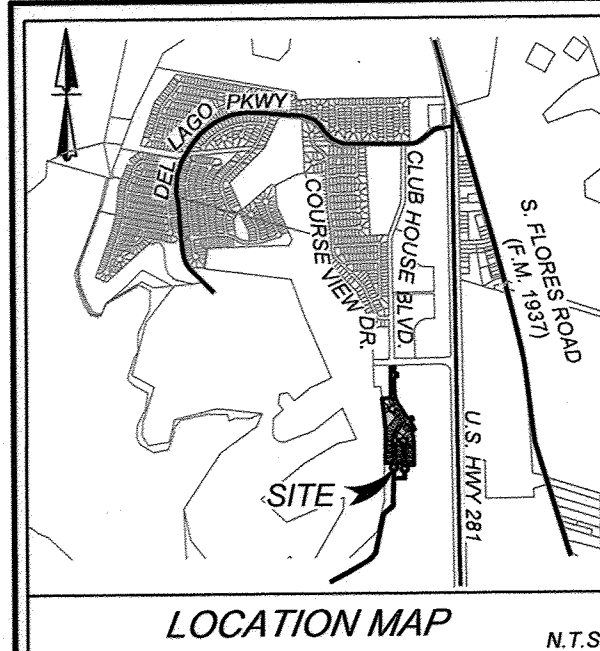 DEL LAGO PKWY
COURSE VIEW DR.
CLUB HOUSE BLVD.
S. FLORES ROAD
(F.M. 1937)
U.S. HWY 281
SITE
LOCATION MAP
N.T.S